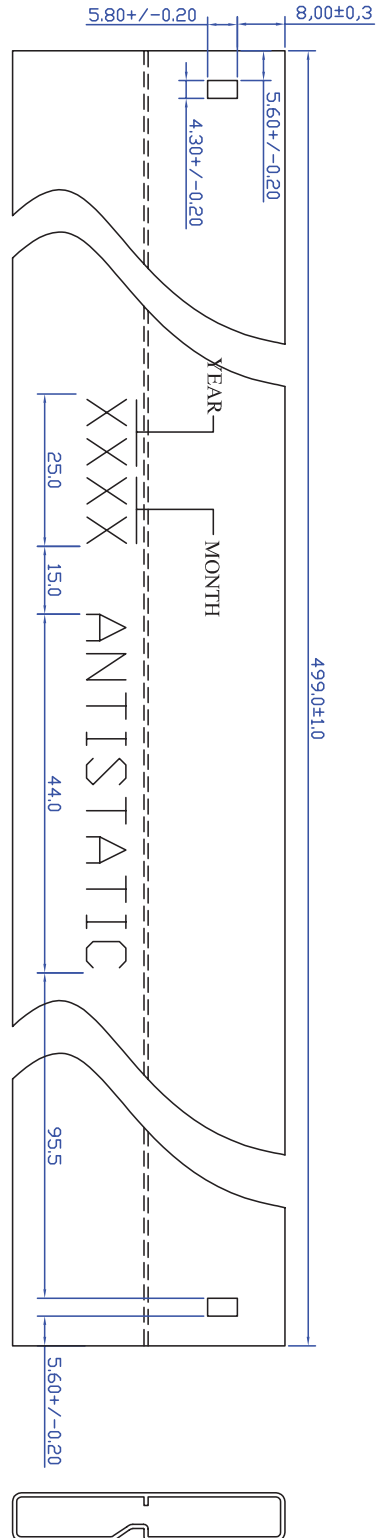 5.80+/-0.20
8,00±0,3
5,60+/-0,20
4,30+/-0,20
YEAR
MONTH
XXXX
25.0
15.0
499,0±1,0
ANTISTATIC
44,0
95,5
5,60+/-0,20